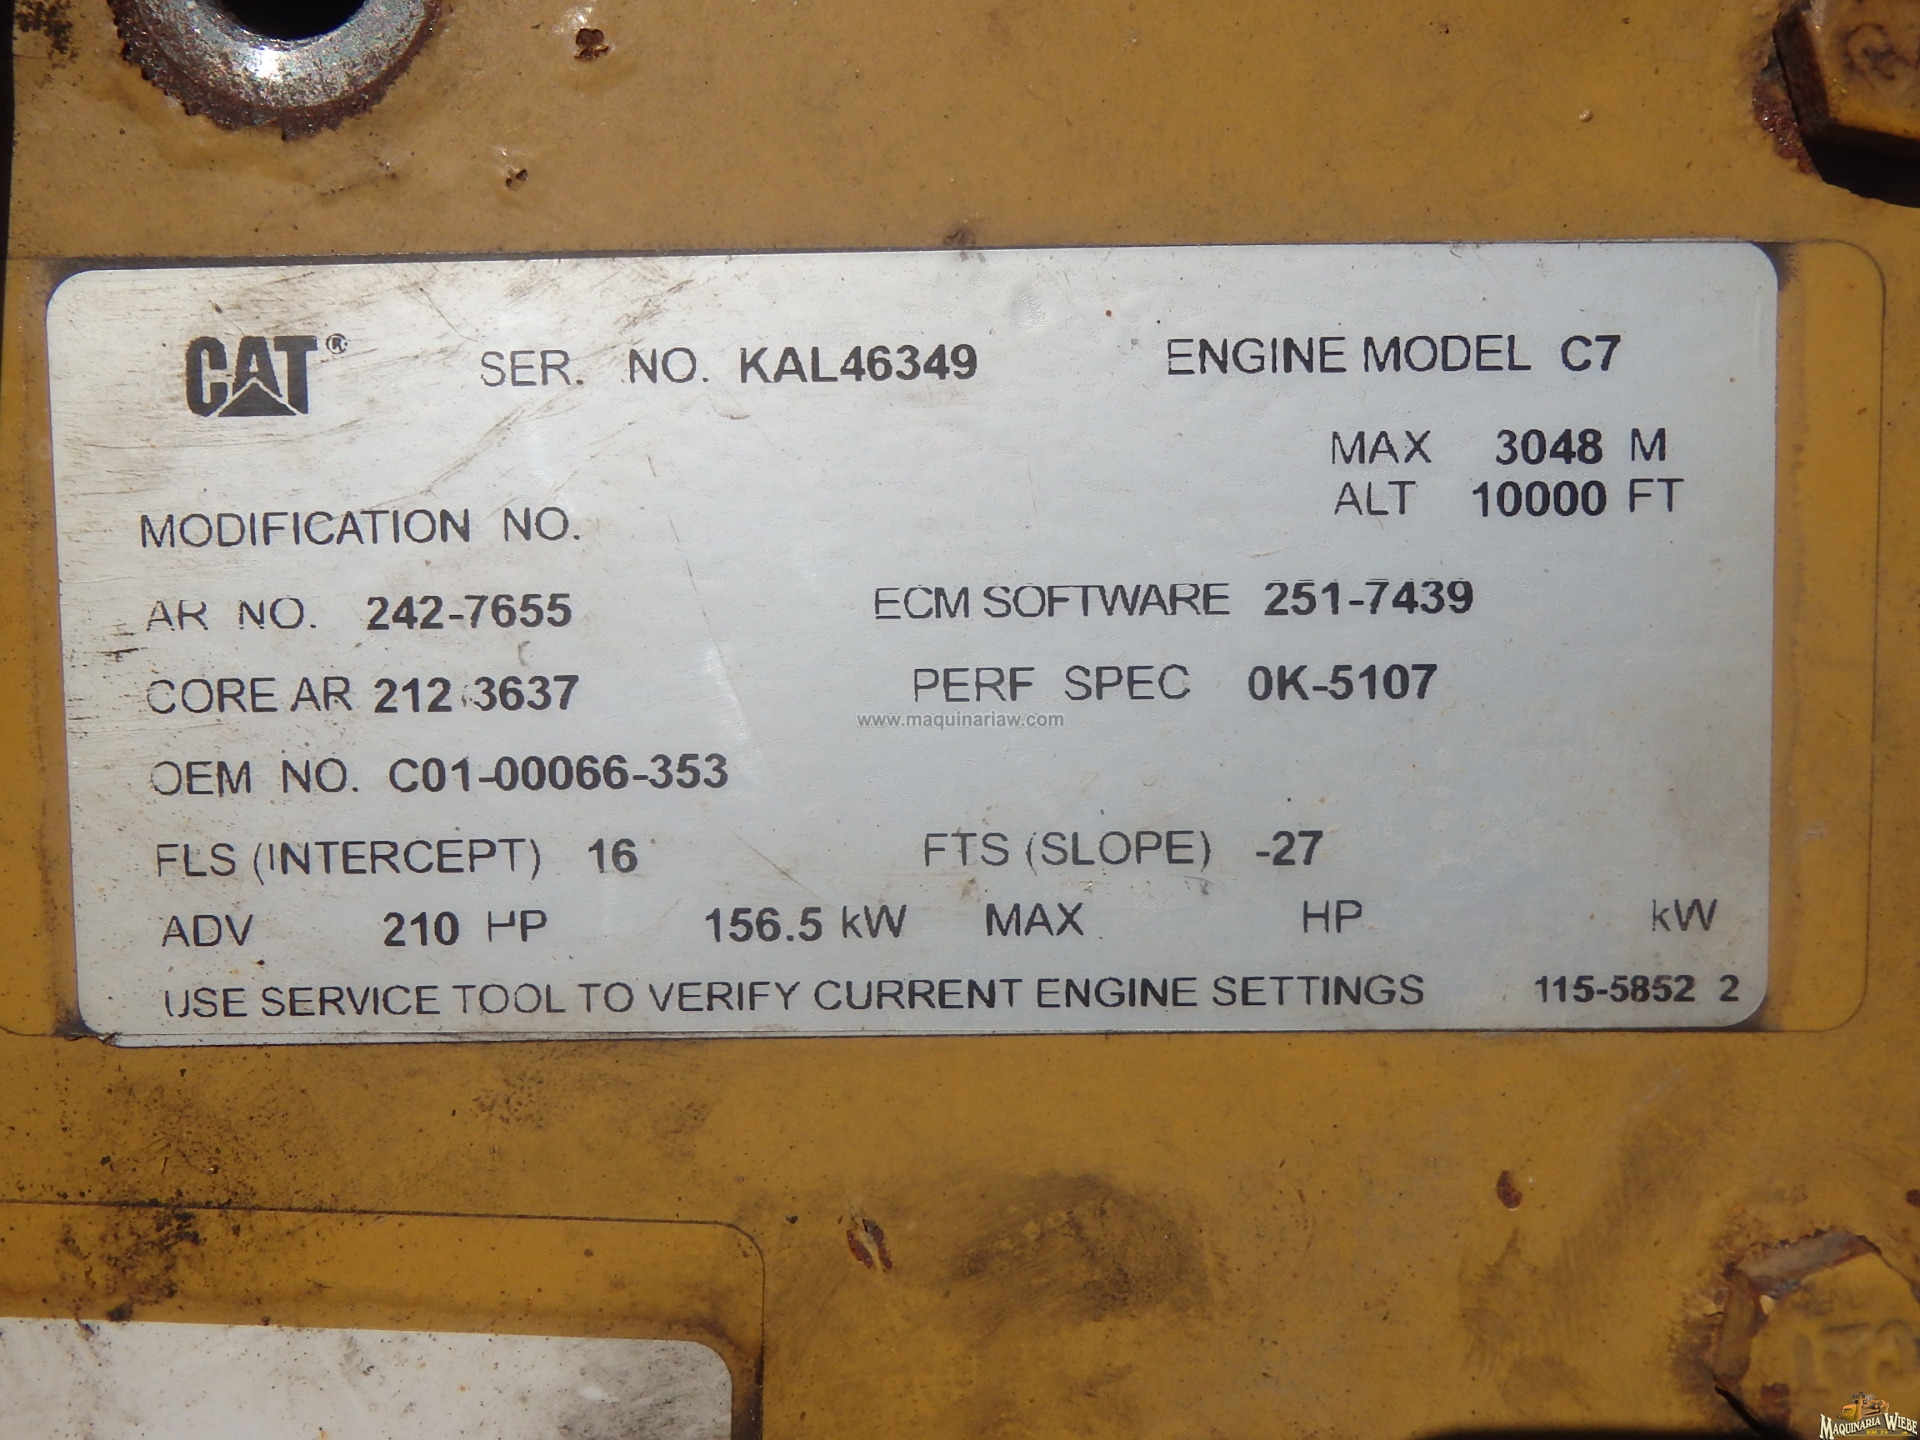 CAT® SER. NO. KAL46349 ENGINE MODEL C7
MAX 3048 M
ALT 10000 FT
MODIFICATION NO.
AR NO. 242-7655 ECM SOFTWARE 251-7439
CORE AR 212 3637 PERF SPEC 0K-5107
www.maquinariaw.com
OEM NO. C01-00066-353
FLS (INTERCEPT) 16 FTS (SLOPE) -27
ADV 210 HP 156.5 kW MAX HP kW
USE SERVICE TOOL TO VERIFY CURRENT ENGINE SETTINGS 115-5852 2
MAQUINARIA WIEBE